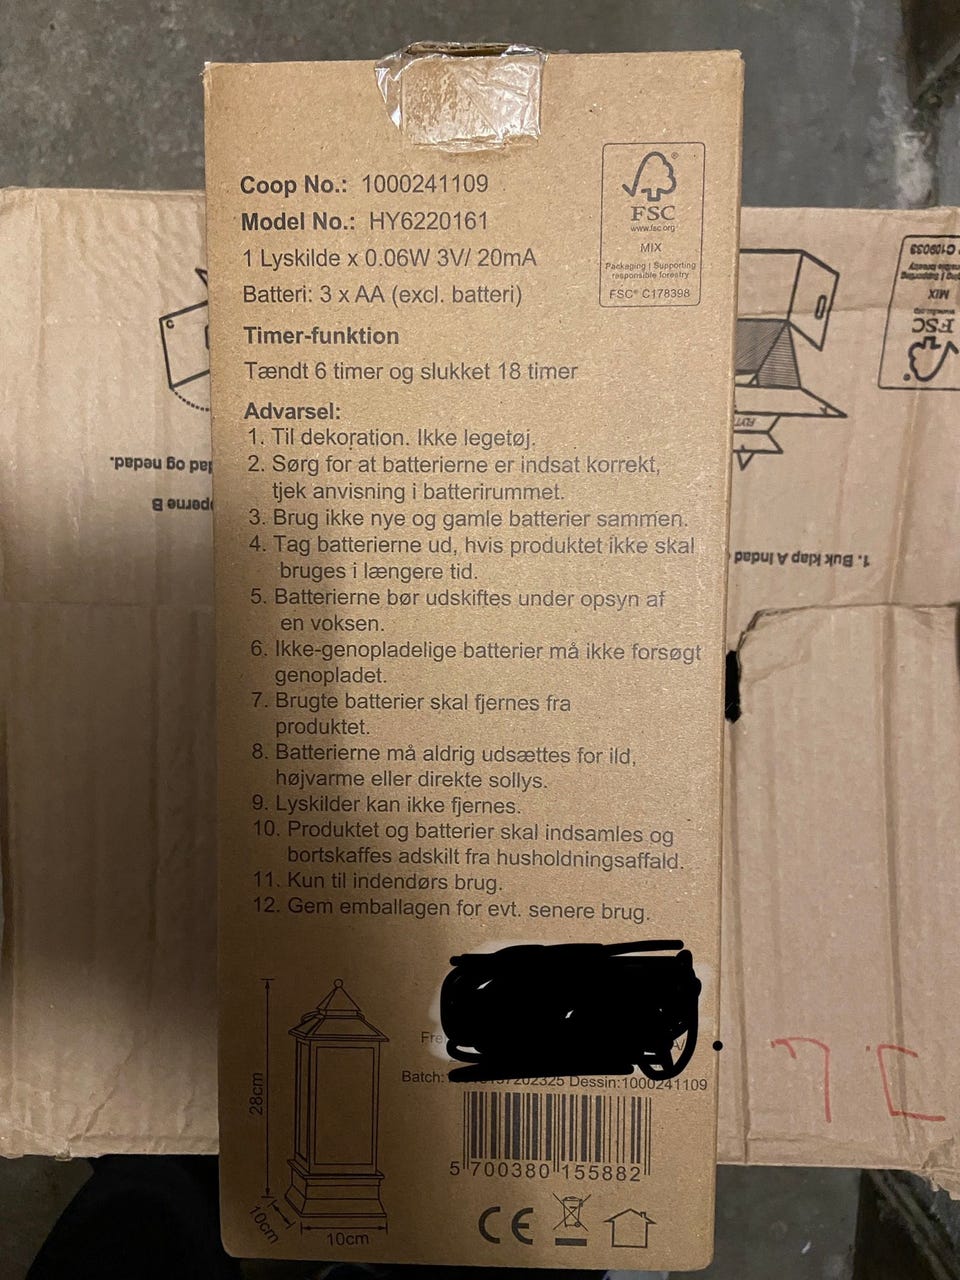 Coop No.: 1000241109
Model No.: HY6220161
1 Lyskilde x 0.06W 3V/ 20mA
Batteri: 3 x AA (excl. batteri)
Timer-funktion
Tændt 6 timer og slukket 18 timer
Advarsel:
1. Til dekoration. Ikke legetøj.
2. Sørg for at batterierne er indsat korrekt,
tjek anvisning i batterirummet.
3. Brug ikke nye og gamle batterier sammen.
4. Tag batterierne ud, hvis produktet ikke skal
bruges i længere tid.
5. Batterierne bør udskiftes under opsyn af
en voksen.
6. Ikke-genopladelige batterier må ikke forsøgt
genopladet.
7. Brugte batterier skal fjernes fra
produktet.
8. Batterierne må aldrig udsættes for ild,
højvarme eller direkte sollys.
9. Lyskilder kan ikke fjernes.
10. Produktet og batterier skal indsamles og
bortskaffes adskilt fra husholdningsaffald.
11. Kun til indendørs brug.
12. Gem emballagen for evt. senere brug.
FSC
www.fsc.org
MIX
Packaging | Supporting
responsible forestry
FSC® C178398
28cm
10cm
10cm
Batch: Dessin:1000241109
5 700380 155882
CE
og nedad.
1. Buk klap A Indad
C109033
MIX
www.fsc.org
FSC